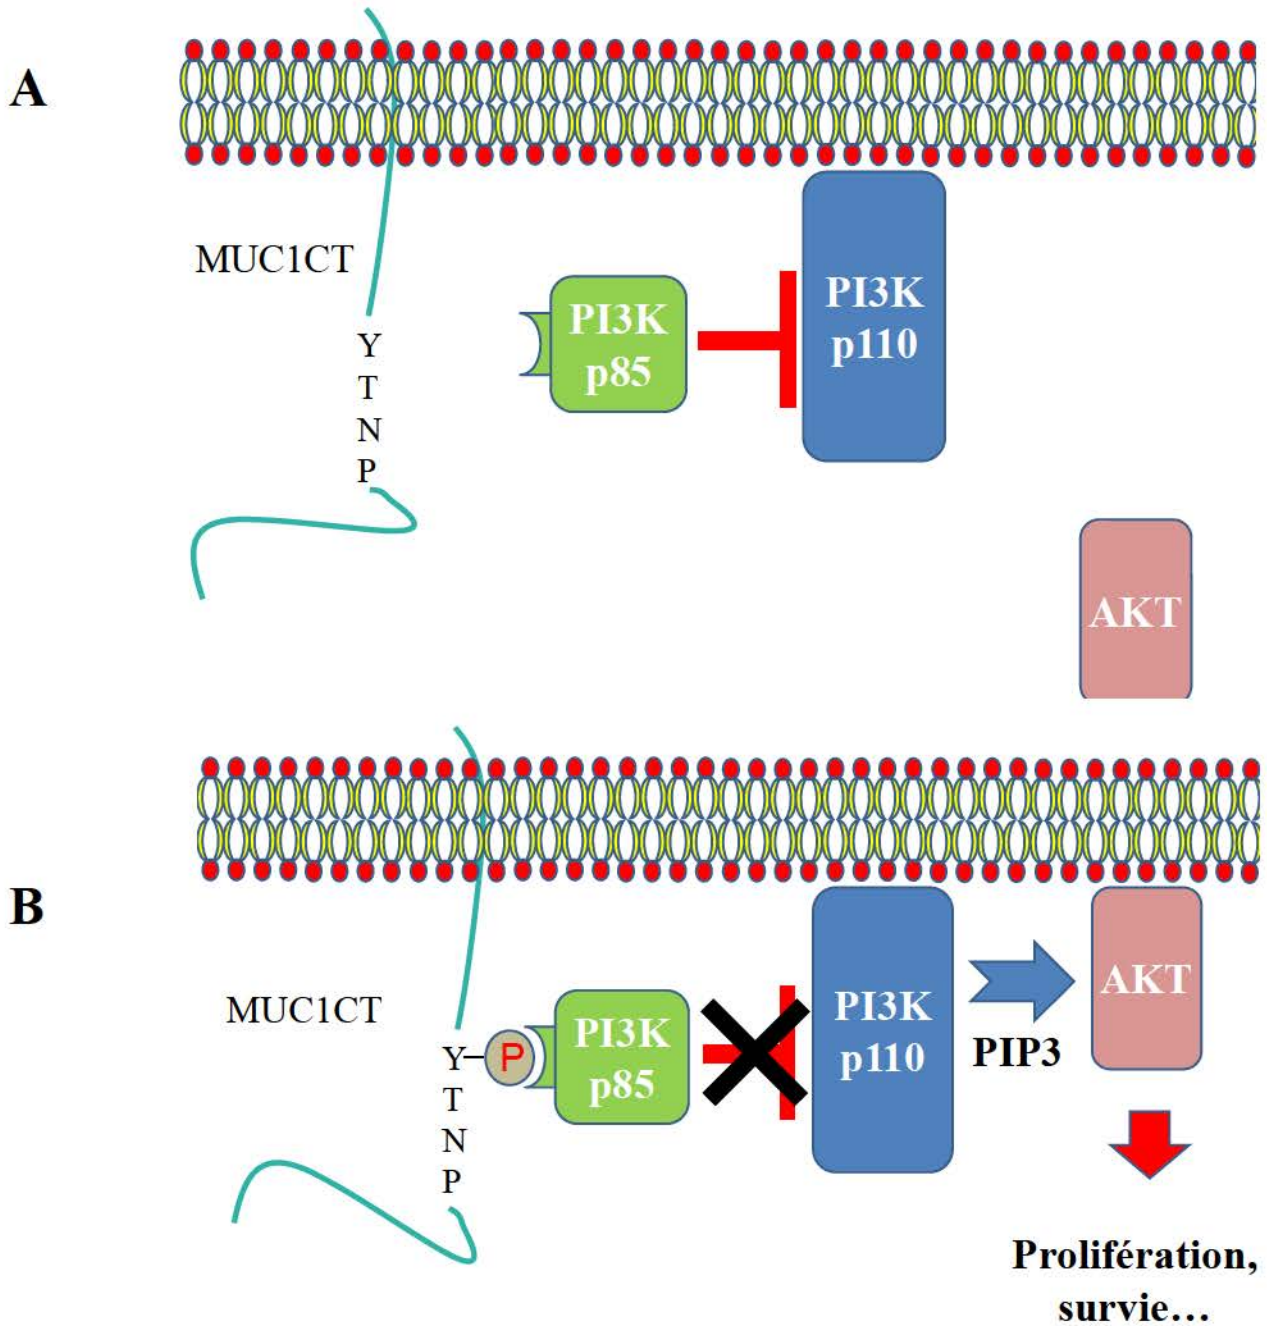 A
MUC1CT
Y
T
N
P
PI3K
p85
PI3K
p110
AKT
B
MUC1CT
Y
T
N
P
P
PI3K
p85
PI3K
p110
PIP3
AKT
Prolifération,
survie…